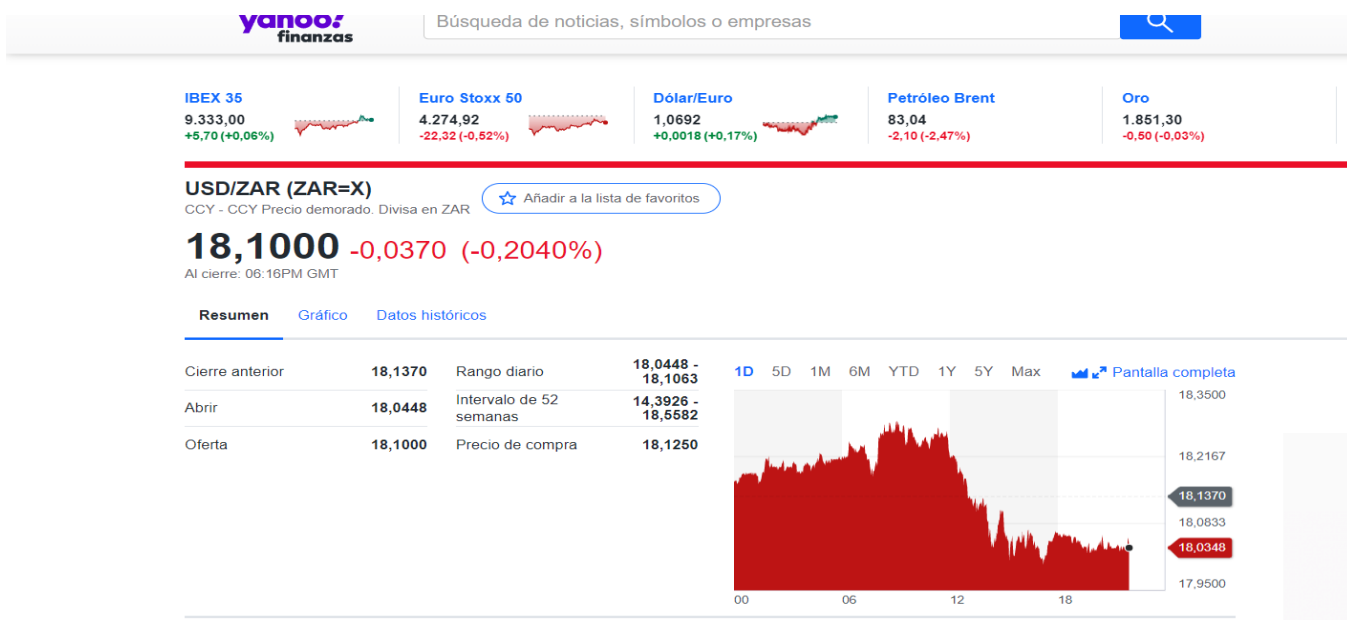 yahoo!
finanzas
Búsqueda de noticias, símbolos o empresas
IBEX 35
9.333,00
+5,70 (+0,06%)
Euro Stoxx 50
4.274,92
-22,32 (-0,52%)
Dólar/Euro
1,0692
+0,0018 (+0,17%)
Petróleo Brent
83,04
-2,10 (-2,47%)
Oro
1.851,30
-0,50 (-0,03%)
USD/ZAR (ZAR=X)
CCY - CCY Precio demorado. Divisa en ZAR
Añadir a la lista de favoritos
18,1000 -0,0370 (-0,2040%)
Al cierre: 06:16PM GMT
Resumen Gráfico Datos históricos
Cierre anterior 18,1370
Abrir 18,0448
Oferta 18,1000
Rango diario 18,0448 -
18,1063
Intervalo de 52
semanas
14,3926 -
18,5582
Precio de compra 18,1250
1D 5D 1M 6M YTD 1Y 5Y Max Pantalla completa
18,3500
18,2167
18,1370
18,0833
18,0348
17,9500
00 06 12 18